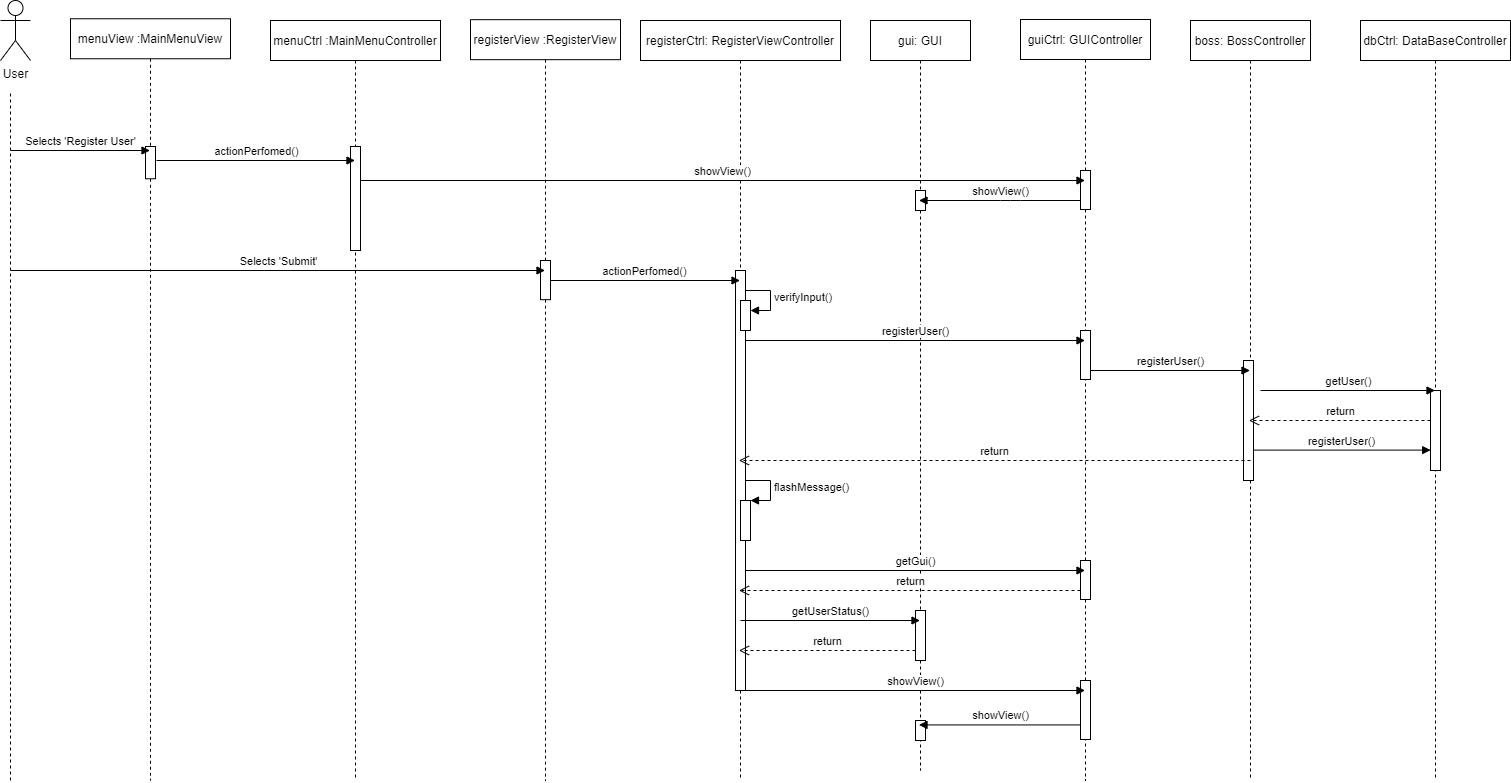 User
menuView :MainMenuView
menuCtrl :MainMenuController
registerView :RegisterView
registerCtrl: RegisterViewController
gui: GUI
guiCtrl: GUIController
boss: BossController
dbCtrl: DataBaseController
Selects 'Register User'
actionPerfomed()
showView()
showView()
Selects 'Submit'
actionPerfomed()
verifyInput()
registerUser()
registerUser()
getUser()
return
registerUser()
return
flashMessage()
getGui()
return
getUserStatus()
return
showView()
showView()